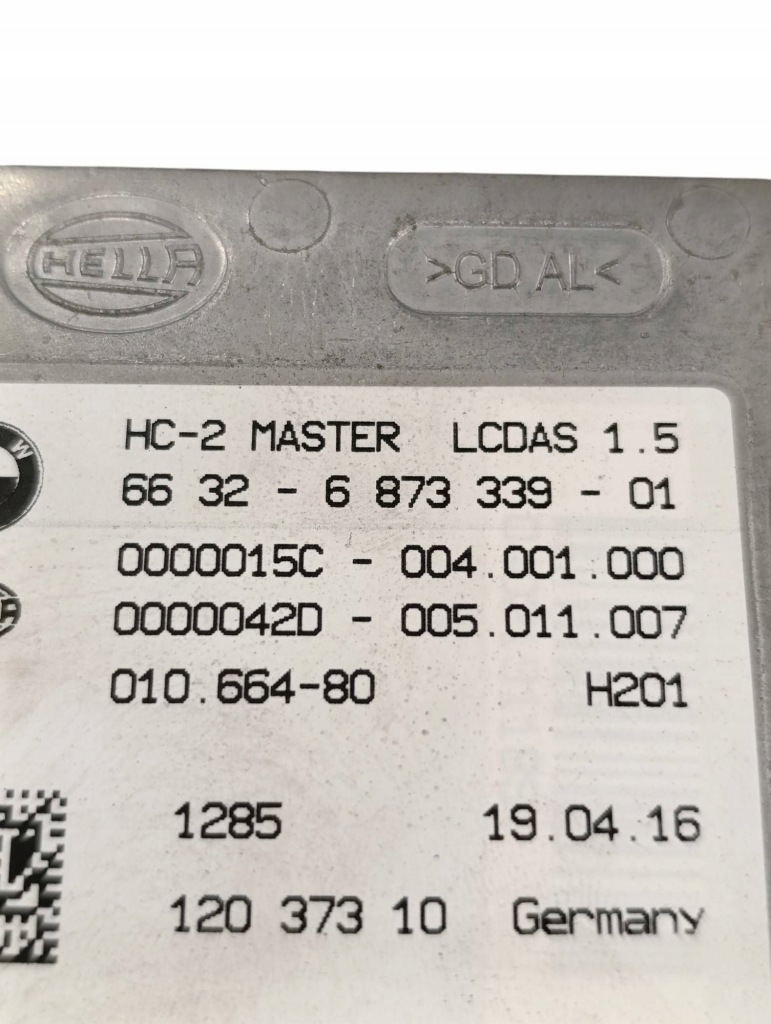 HELLA
>GD AL<
HC-2 MASTER LCDAS 1.5
W
66 32 - 6 873 339 - 01
0000015C - 004.001.000
0000042D - 005.011.007
010.664-80 H201
1285 19.04.16
120 373 10 Germany